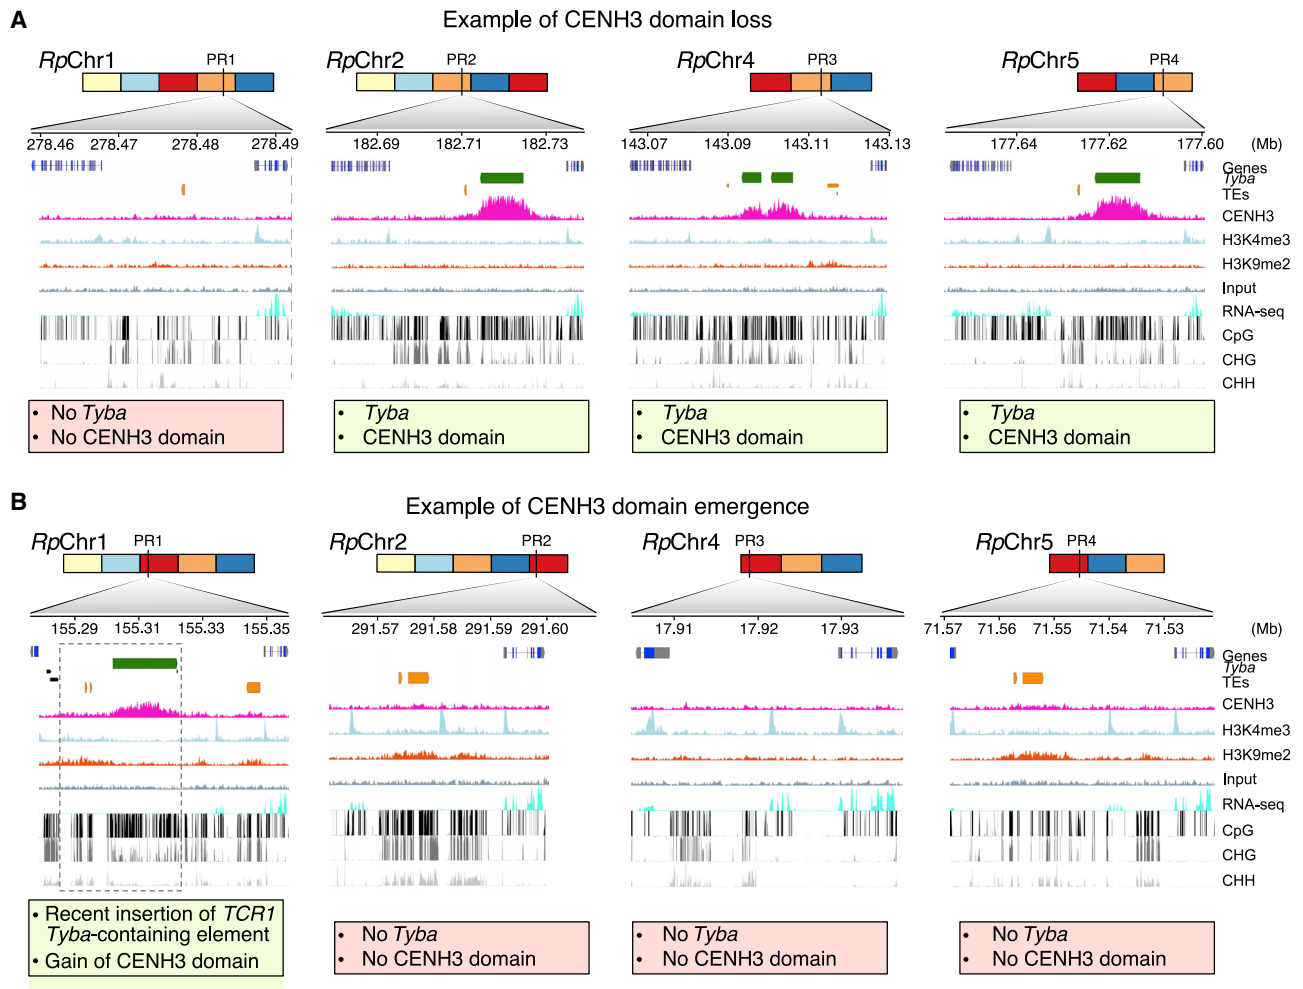 A
Example of CENH3 domain loss
RpChr1
PR1
RpChr2
PR2
RpChr4
PR3
RpChr5
PR4
278.46 278.47 278.48 278.49
182.69 182.71 182.73
143.07 143.09 143.11 143.13
177.64 177.62 177.60 (Mb)
Genes
Tyba
TEs
CENH3
H3K4me3
H3K9me2
Input
RNA-seq
CpG
CHG
CHH
• No Tyba
• No CENH3 domain
• Tyba
• CENH3 domain
• Tyba
• CENH3 domain
• Tyba
• CENH3 domain
B
Example of CENH3 domain emergence
RpChr1
PR1
RpChr2
PR2
RpChr4
PR3
RpChr5
PR4
155.29 155.31 155.33 155.35
291.57 291.58 291.59 291.60
17.91 17.92 17.93
71.57 71.56 71.55 71.54 71.53 (Mb)
Genes
Tyba
TEs
CENH3
H3K4me3
H3K9me2
Input
RNA-seq
CpG
CHG
CHH
• Recent insertion of TCR1
Tyba-containing element
• Gain of CENH3 domain
• No Tyba
• No CENH3 domain
• No Tyba
• No CENH3 domain
• No Tyba
• No CENH3 domain